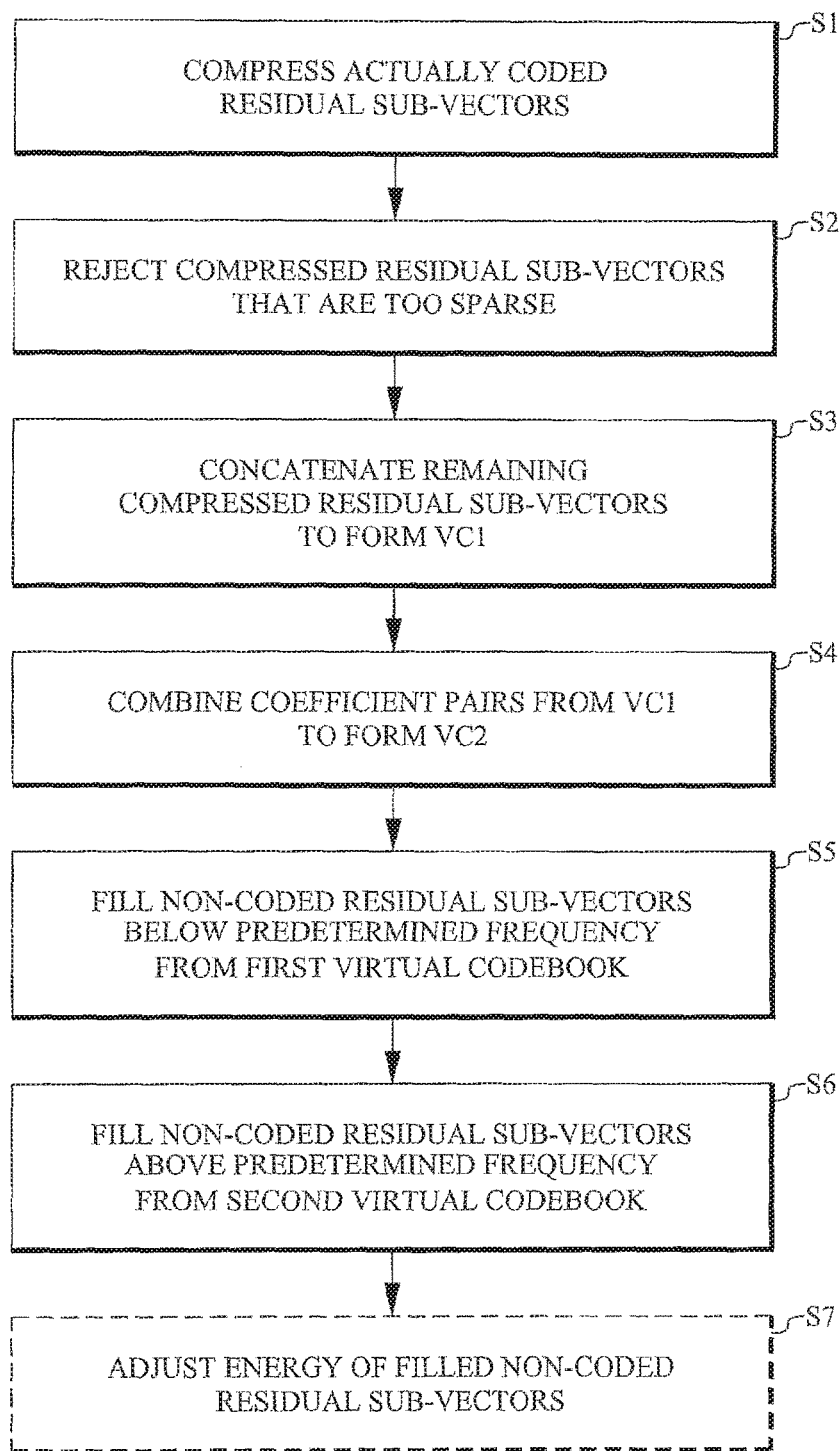 S1
COMPRESS ACTUALLY CODED
RESIDUAL SUB-VECTORS
S2
REJECT COMPRESSED RESIDUAL SUB-VECTORS
THAT ARE TOO SPARSE
S3
CONCATENATE REMAINING
COMPRESSED RESIDUAL SUB-VECTORS
TO FORM VC1
S4
COMBINE COEFFICIENT PAIRS FROM VC1
TO FORM VC2
S5
FILL NON-CODED RESIDUAL SUB-VECTORS
BELOW PREDETERMINED FREQUENCY
FROM FIRST VIRTUAL CODEBOOK
S6
FILL NON-CODED RESIDUAL SUB-VECTORS
ABOVE PREDETERMINED FREQUENCY
FROM SECOND VIRTUAL CODEBOOK
S7
ADJUST ENERGY OF FILLED NON-CODED
RESIDUAL SUB-VECTORS